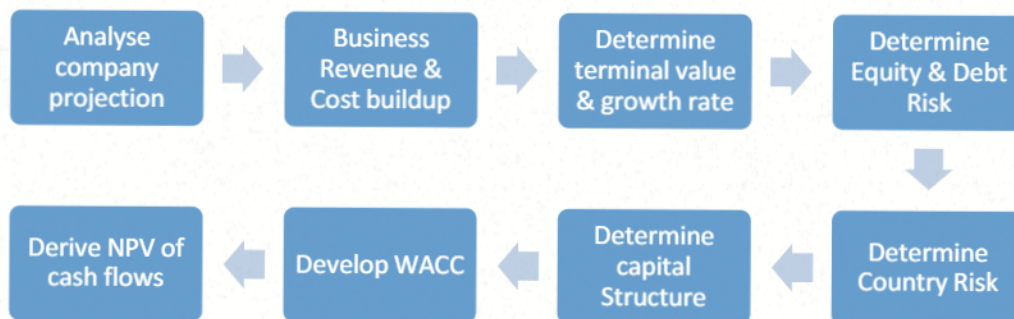 Analyse
company
projection
Business
Revenue &
Cost buildup
Determine
terminal value
& growth rate
Determine
Equity & Debt
Risk
Determine
Country Risk
Determine
capital
Structure
Develop WACC
Derive NPV of
cash flows